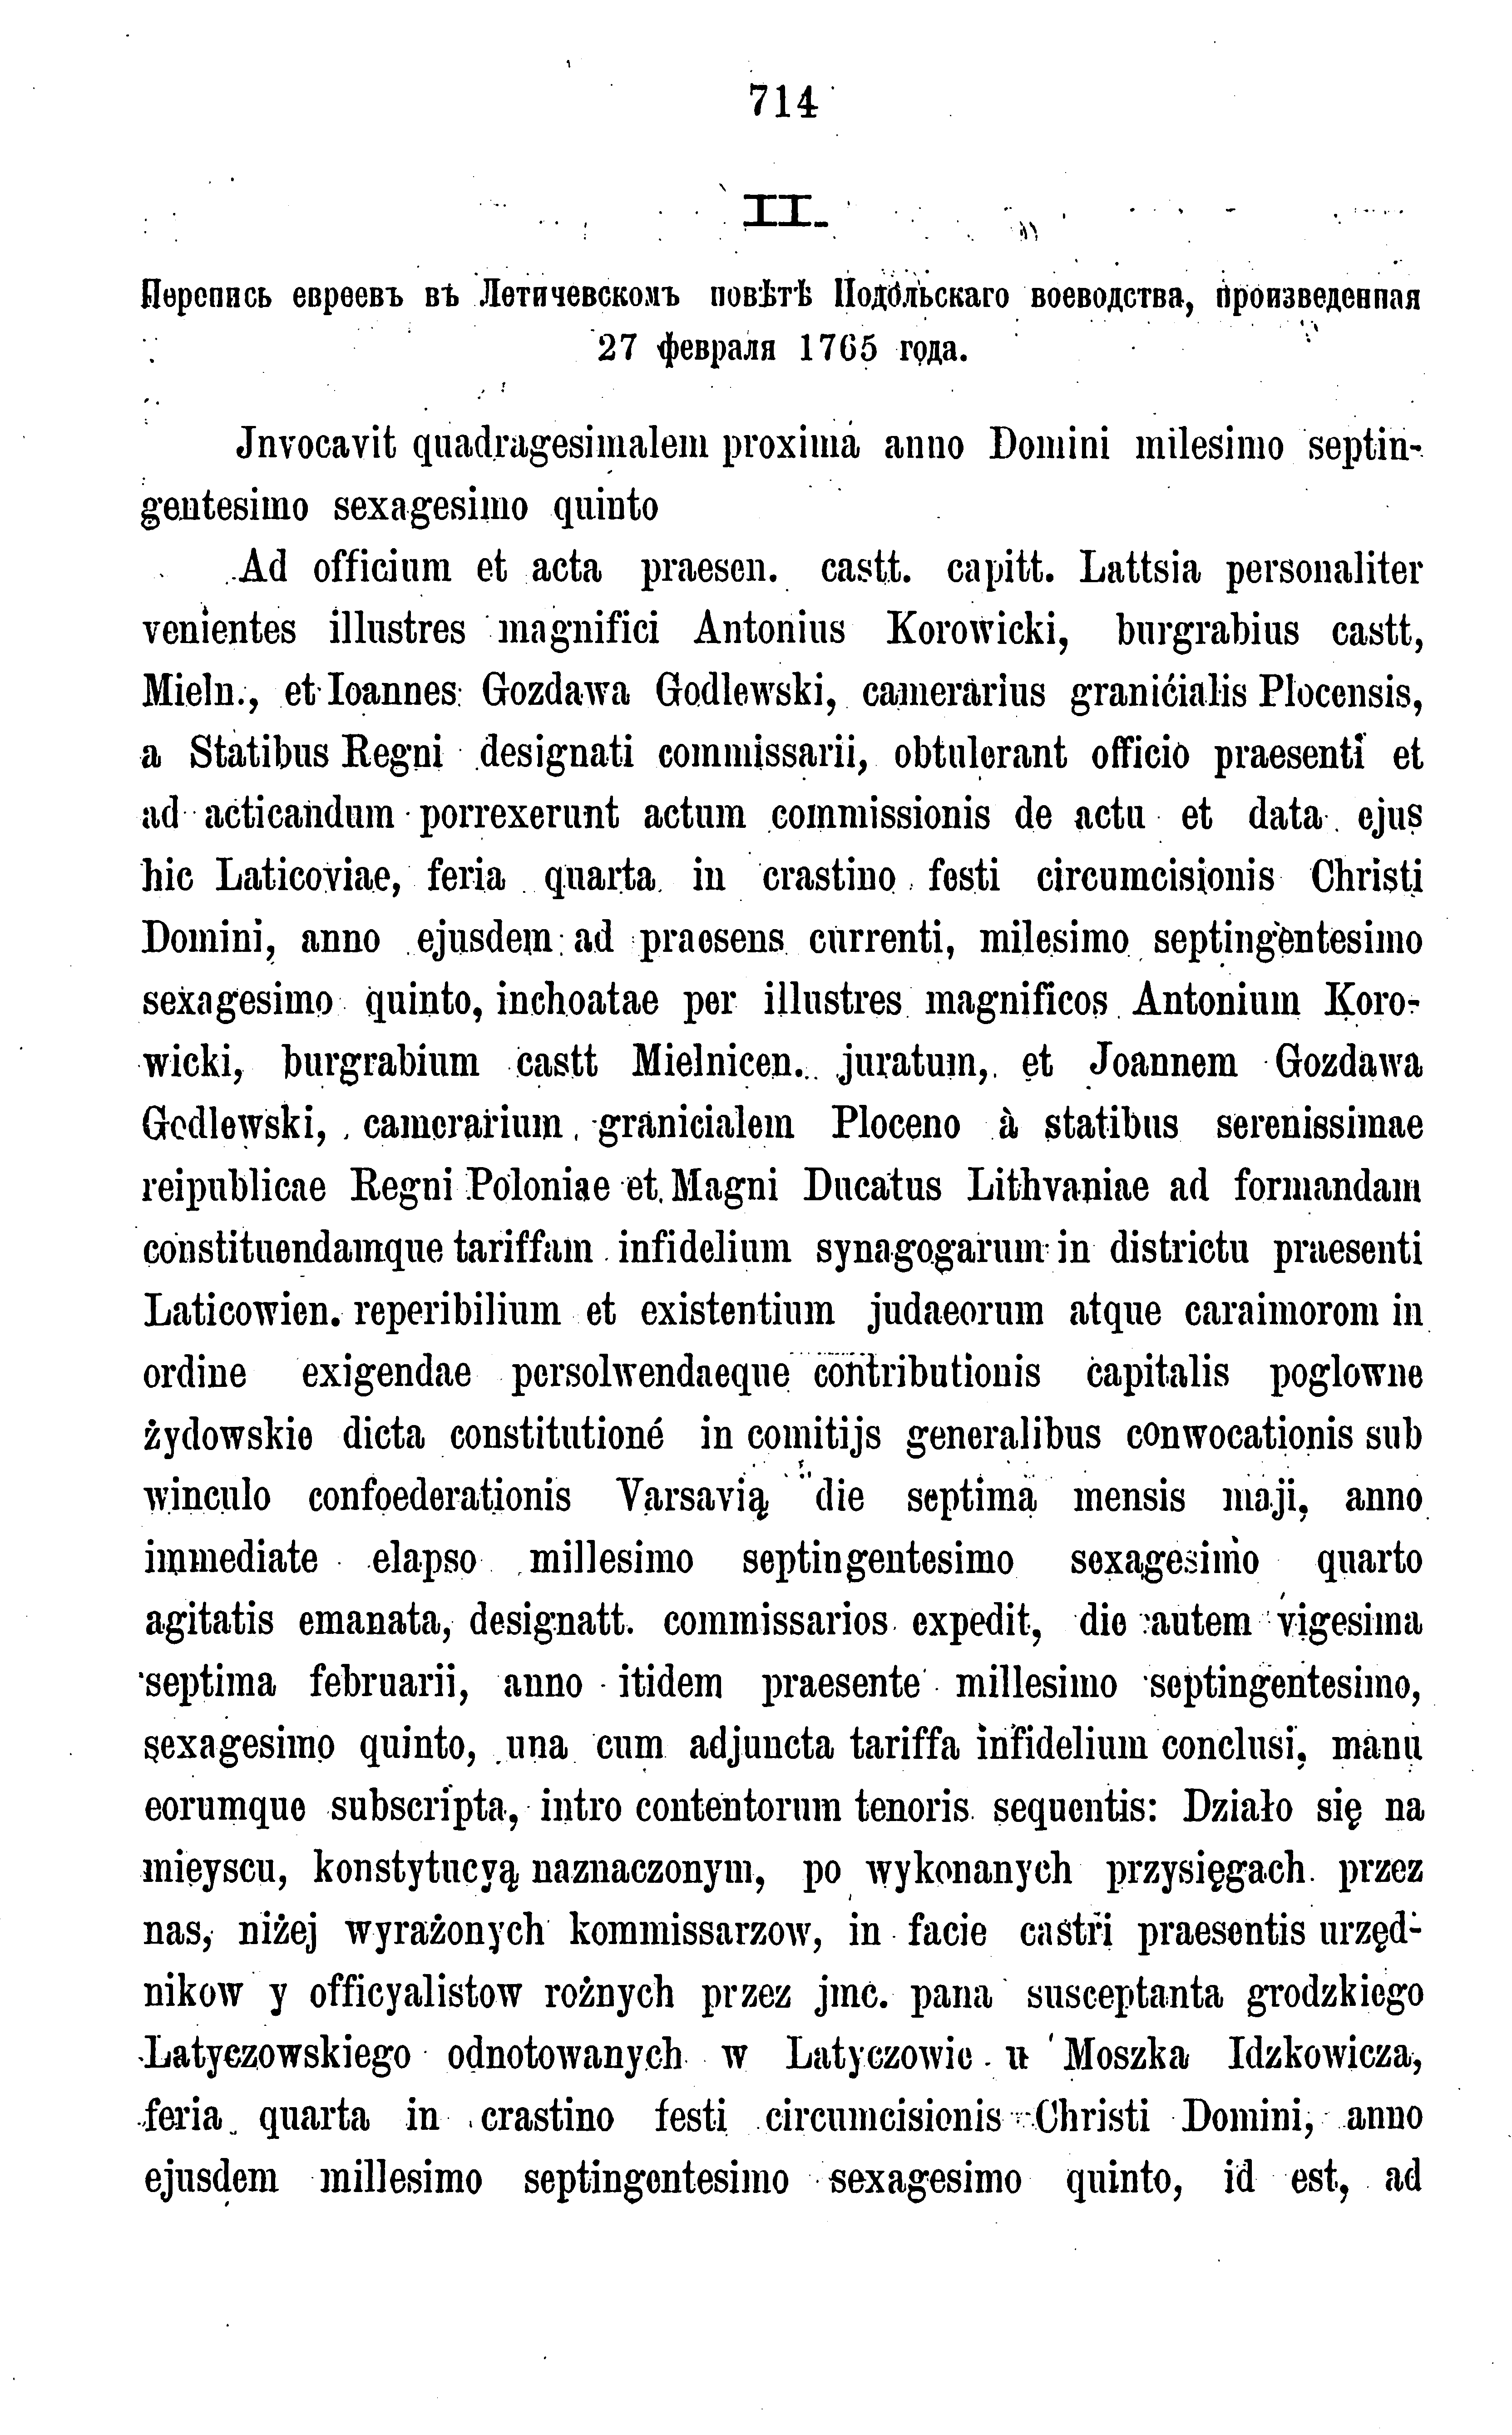 714
II.
Перепись евреевъ въ Летичевскомъ повѣтѣ Подольскаго воеводства, произведенная
27 февраля 1765 года.
Jnvocavit quadragesimalem proximá anno Domini milesimo septin-
gentesimo sexagesimo quinto
Ad officium et acta praesen. castt. capitt. Lattsia personaliter
venientes illustres magnifici Antonius Korowicki, burgrabius castt,
Mieln., et Ioannes Gozdawa Godlewski, camerarius granicialis Plocensis,
a Statibus Regni designati commissarii, obtulerant officio praesenti et
ad acticandum porrexerunt actum commissionis de actu et data ejus
hic Laticoviae, feria quarta in crastino festi circumcisionis Christi
Domini, anno ejusdem ad praesens currenti, milesimo septingentesimo
sexagesimo quinto, inchoatae per illustres magnificos Antonium Koro-
wicki, burgrabium castt Mielnicen. juratum, et Joannem Gozdawa
Godlewski, camerarium granicialem Ploceno à statibus serenissimae
reipublicae Regni Poloniae et Magni Ducatus Lithvaniae ad formandam
constituendamque tariffam infidelium synagogarum in districtu praesenti
Laticowien. reperibilium et existentium judaeorum atque caraimorom in
ordine exigendae persolwendaeque contributionis capitalis poglowne
żydowskie dicta constitutioné in comitijs generalibus conwocationis sub
winculo confoederationis Varsavią die septima mensis maji, anno
immediate elapso millesimo septingentesimo sexagesimo quarto
agitatis emanata, designatt. commissarios expedit, die autem vigesima
septima februarii, anno itidem praesente millesimo septingentesimo,
sexagesimo quinto, una cum adjuncta tariffa infidelium conclusi, manu
eorumque subscripta, intro contentorum tenoris sequentis: Działo się na
mieyscu, konstytucyą naznaczonym, po wykonanych przysięgach przez
nas, niżej wyrażonych kommissarzow, in facie castri praesentis urzęd-
nikow y officyalistow rożnych przez jmc. pana susceptanta grodzkiego
Latyczowskiego odnotowanych w Latyczowie u Moszka Idzkowicza,
feria quarta in crastino festi circumcisionis Christi Domini, anno
ejusdem millesimo septingentesimo sexagesimo quinto, id est, ad